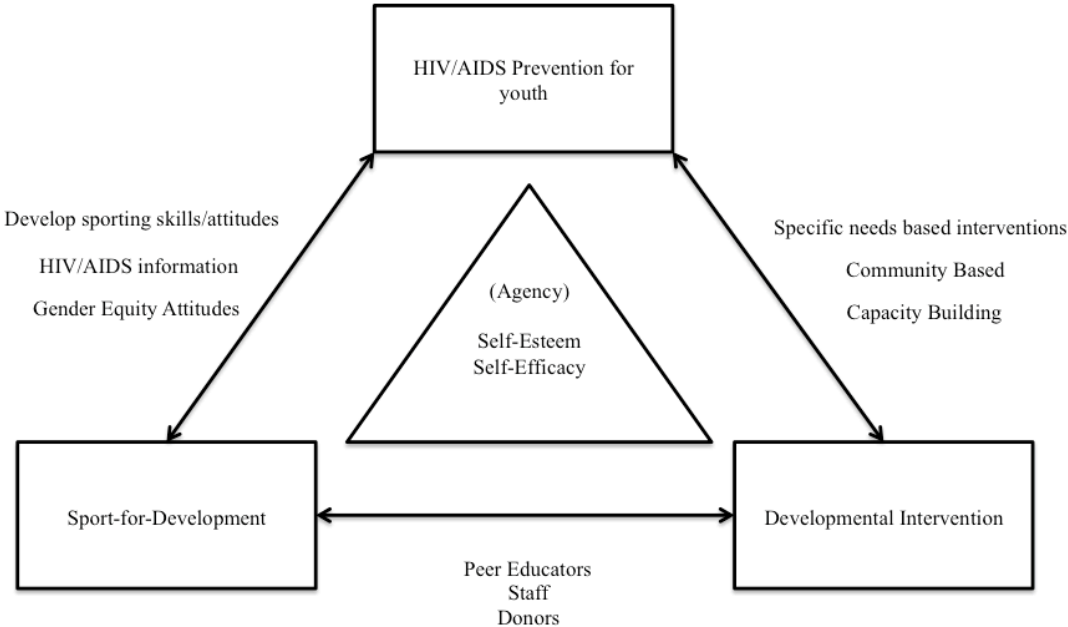 HIV/AIDS Prevention for
youth
Develop sporting skills/attitudes
HIV/AIDS information
Gender Equity Attitudes
(Agency)
Self-Esteem
Self-Efficacy
Specific needs based interventions
Community Based
Capacity Building
Sport-for-Development
Developmental Intervention
Peer Educators
Staff
Donors